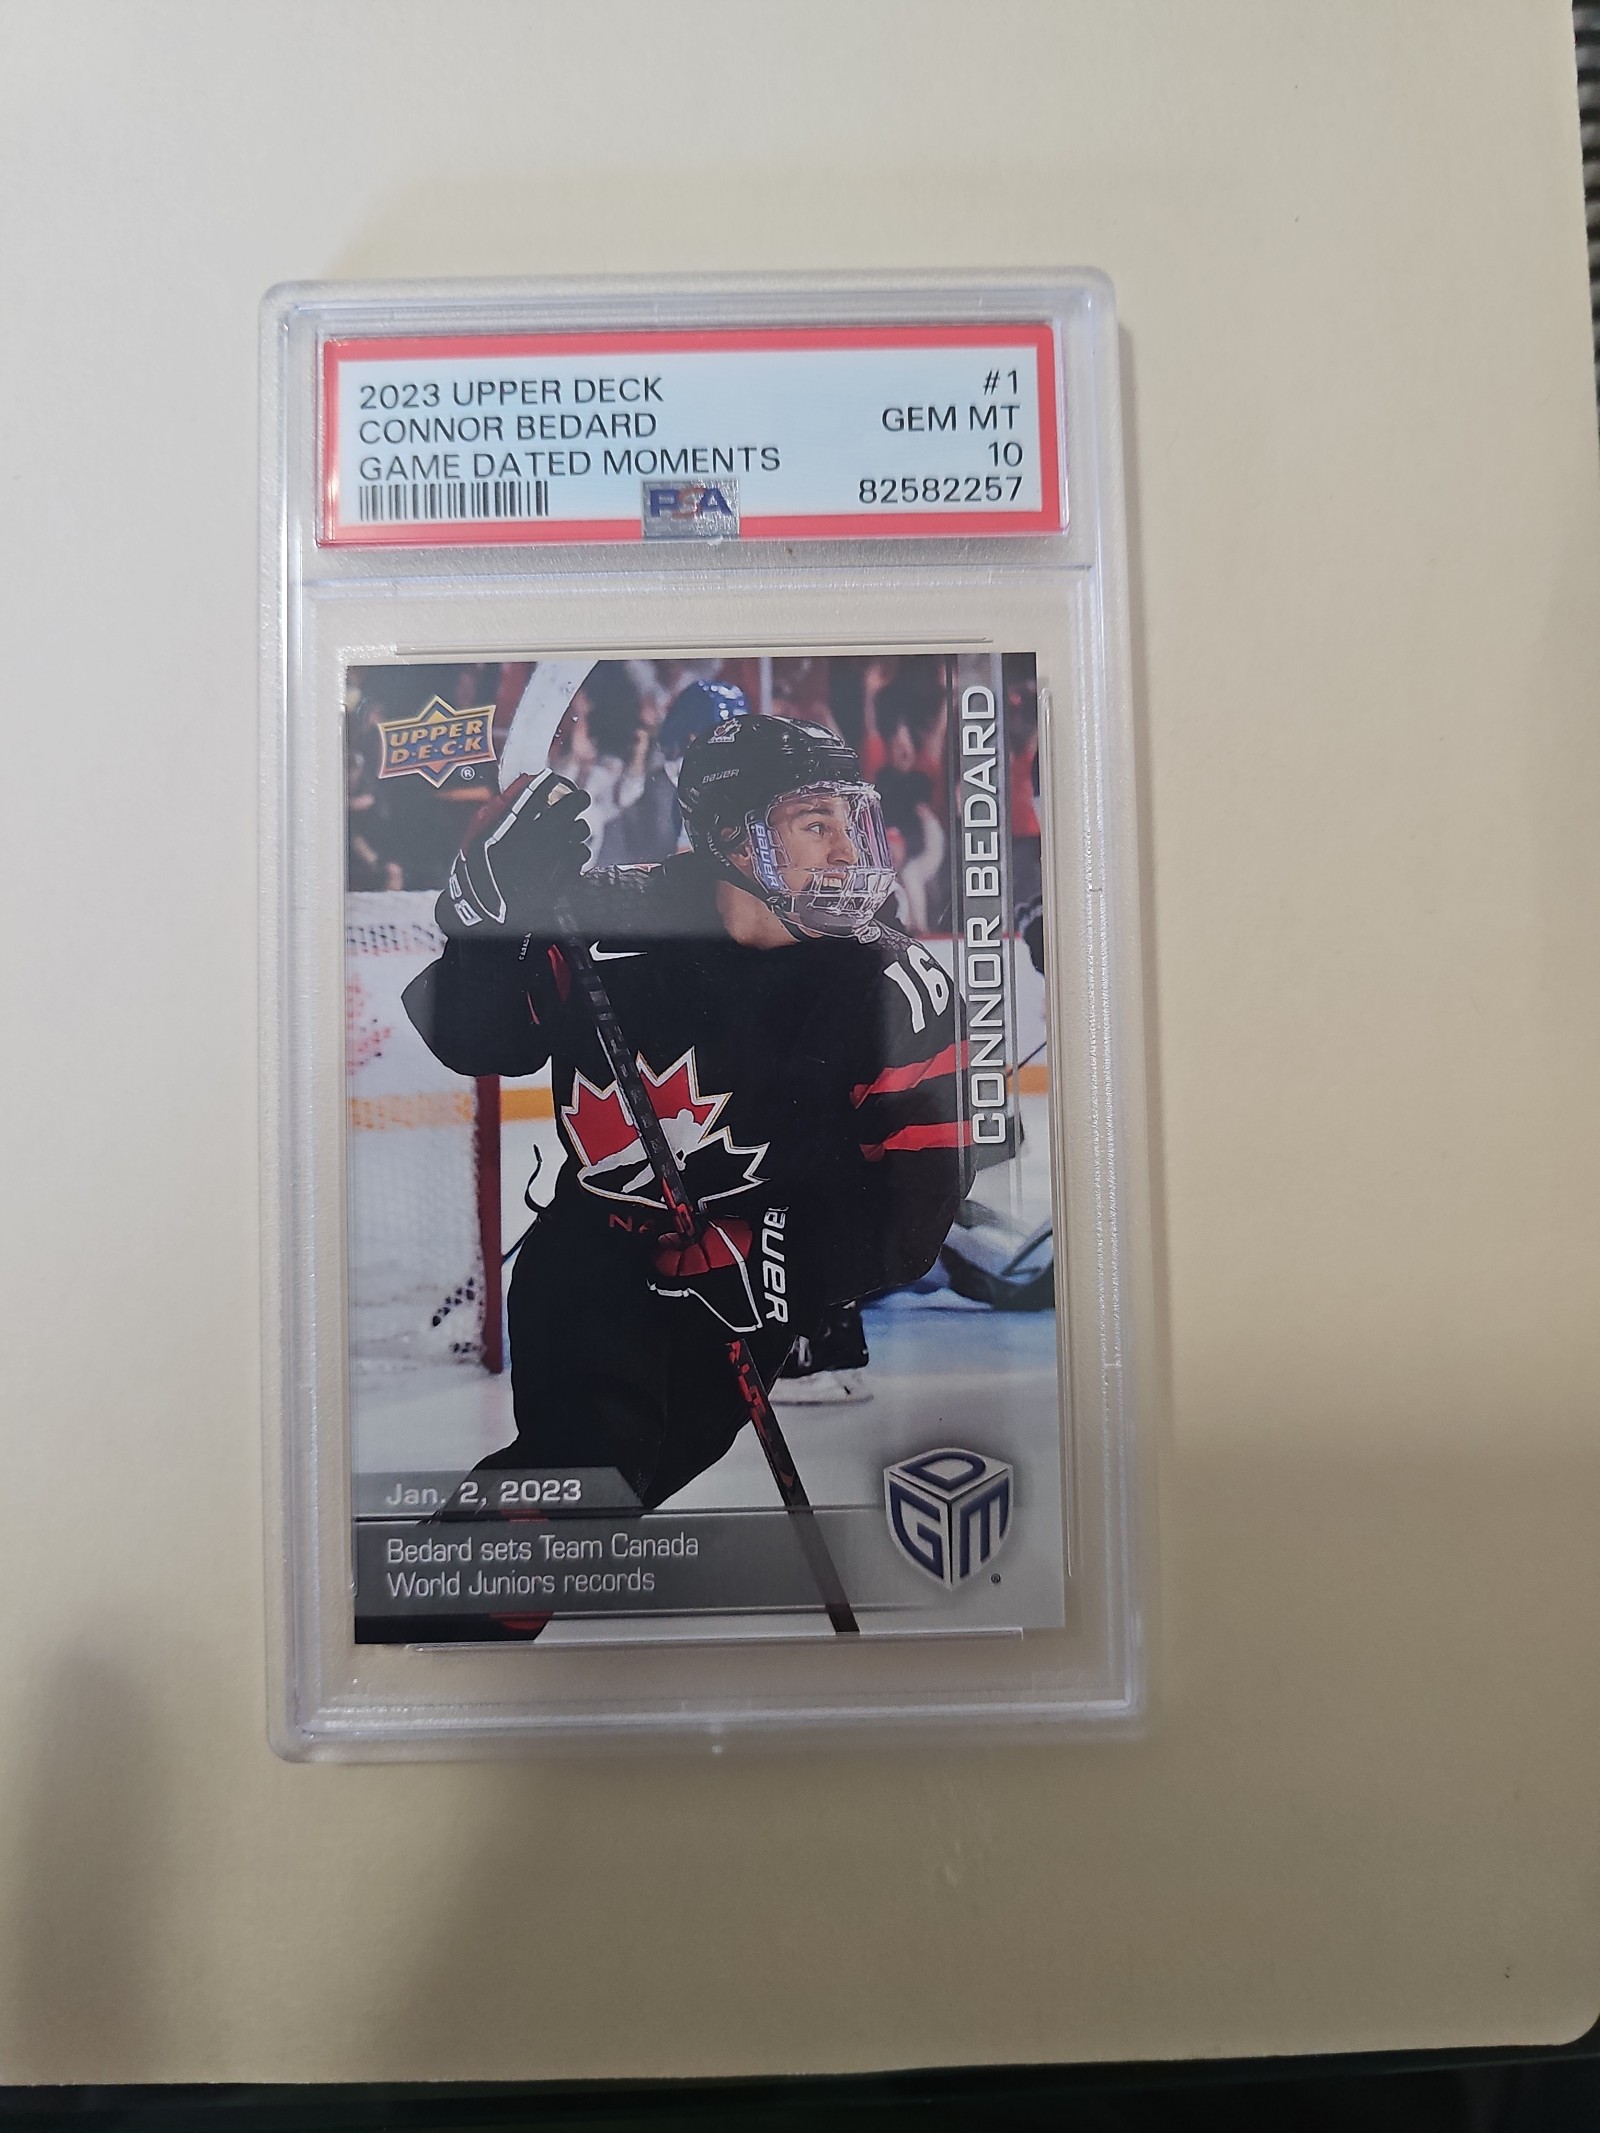 2023 UPPER DECK #1
CONNOR BEDARD GEM MT
GAME DATED MOMENTS 10
82582257
PSA
UPPER
D·E·C·K
®
BAUER
BAUER
16
CONNOR BEDARD
BAUER
Jan. 2, 2023
Bedard sets Team Canada
World Juniors records
GDM